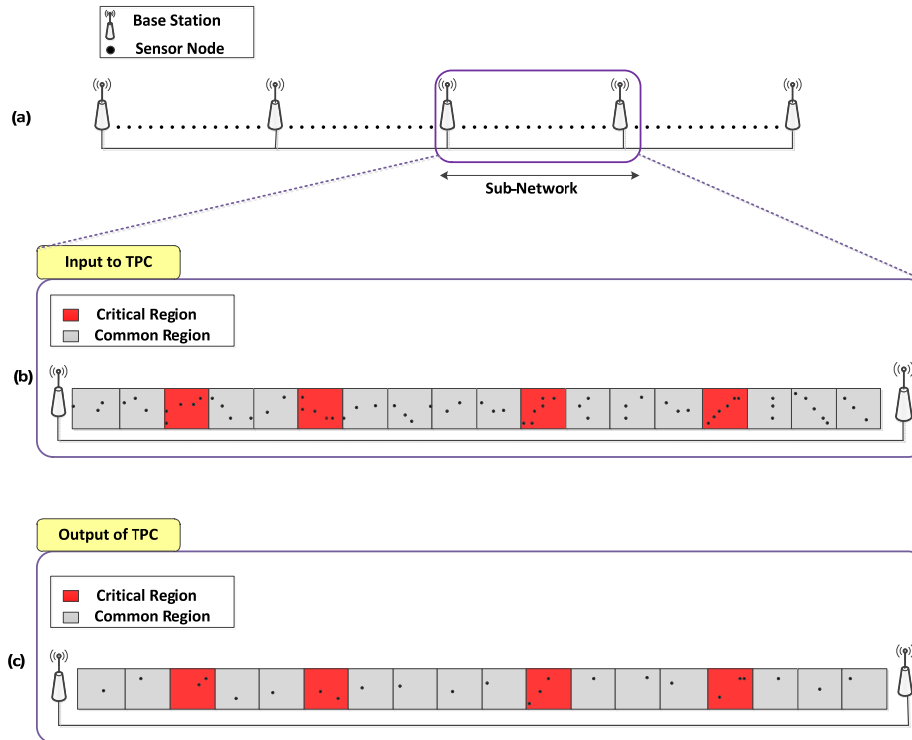 Base Station
Sensor Node
(a)
Sub-Network
Input to TPC
Critical Region
Common Region
(b)
Output of TPC
Critical Region
Common Region
(c)